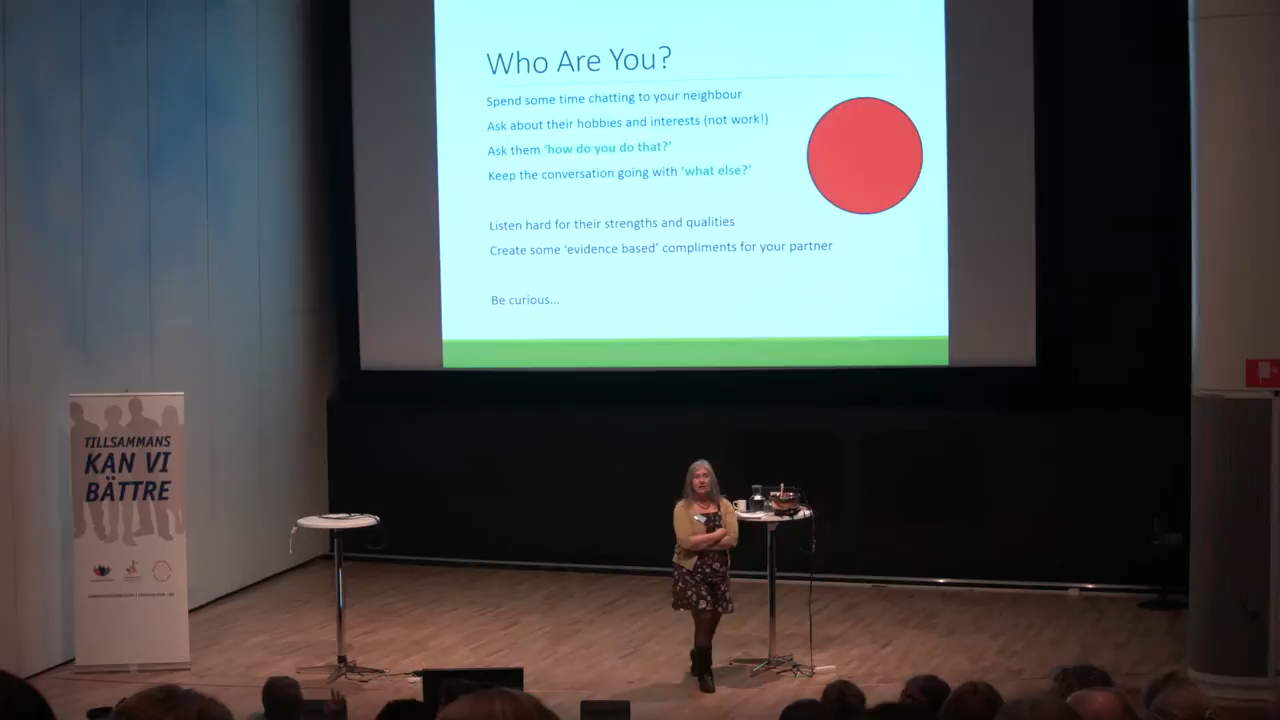 Who Are You?
Spend some time chatting to your neighbour
Ask about their hobbies and interests (not work!)
Ask them ‘how do you do that?’
Keep the conversation going with ‘what else?’
Listen hard for their strengths and qualities
Create some ‘evidence based’ compliments for your partner
Be curious...
TILLSAMMANS
KAN VI
BÄTTRE